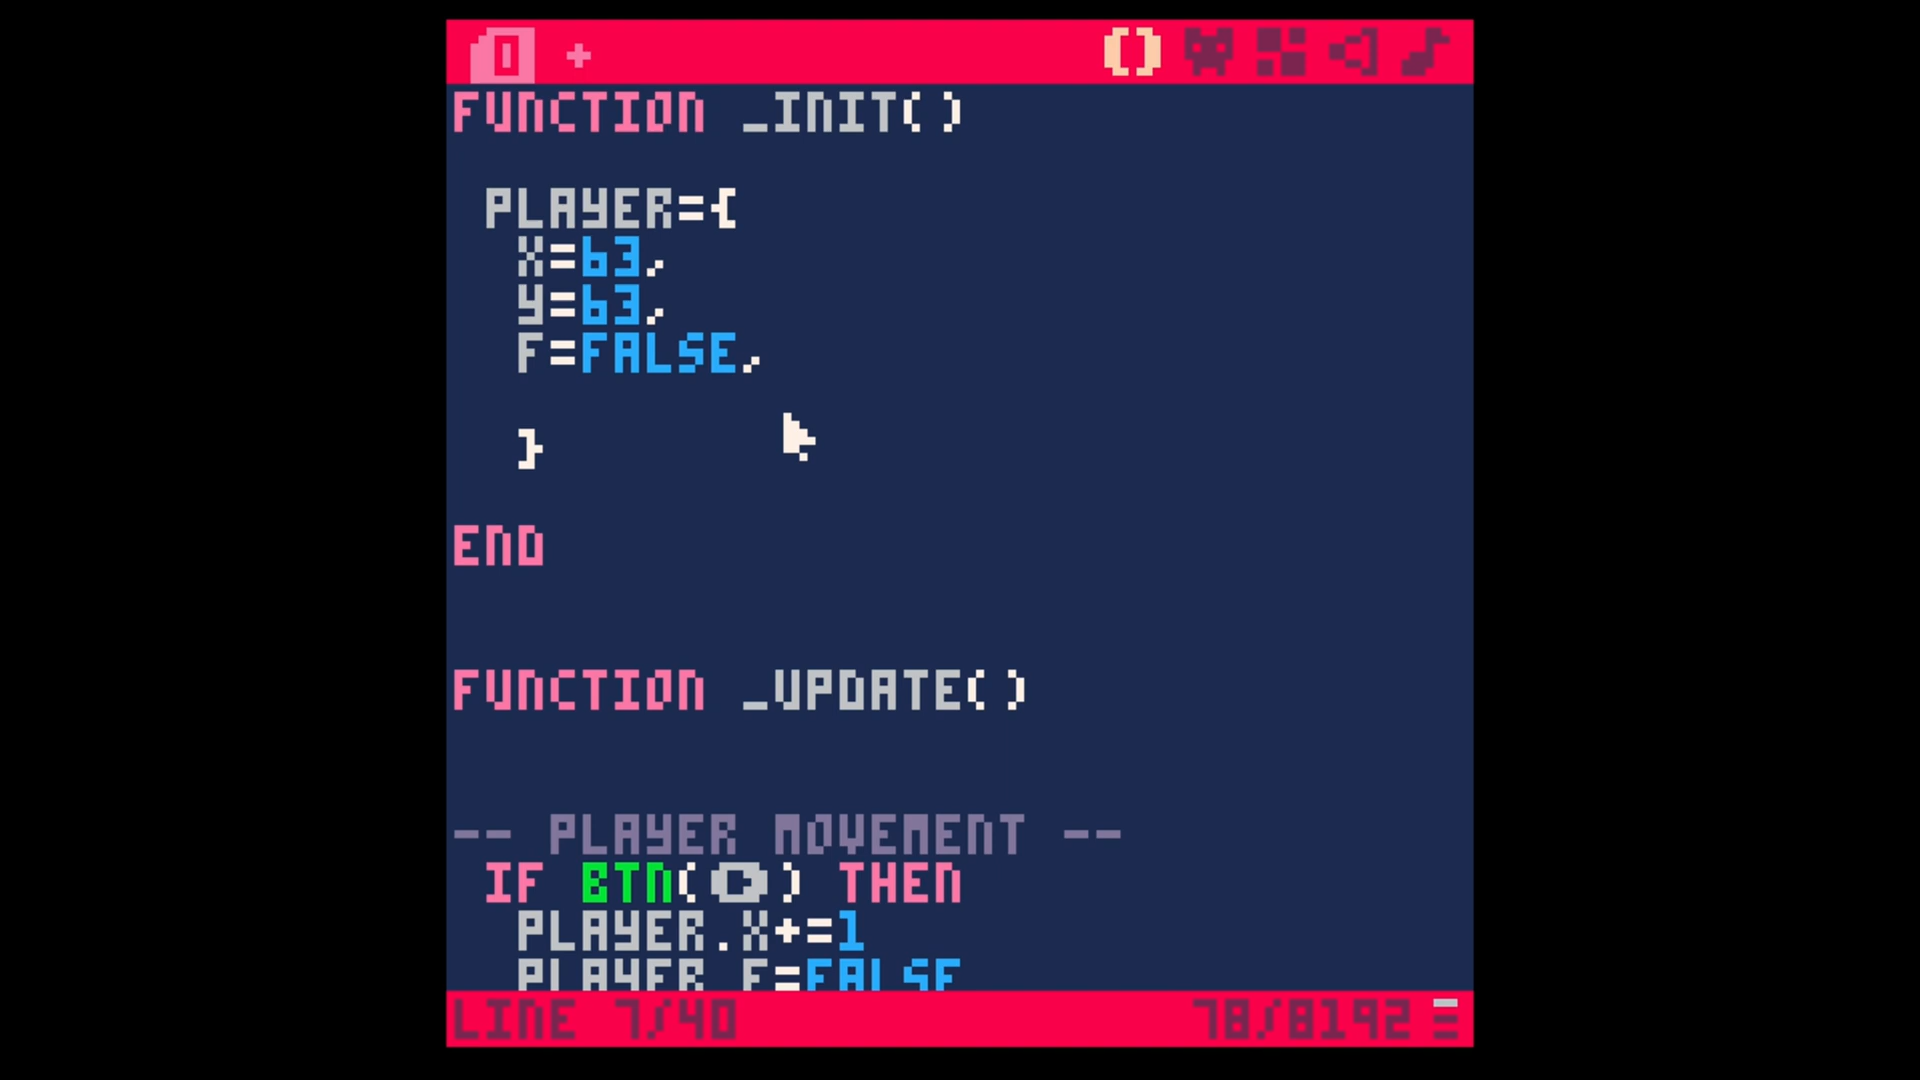 0 +
FUNCTION _INIT()
PLAYER={
X=63,
Y=63,
F=FALSE,
}
END
FUNCTION _UPDATE()
-- PLAYER MOVEMENT --
IF BTN(➡️) THEN
PLAYER.X+=1
PLAYER.F=FALSE
LINE 7/40 78/8192